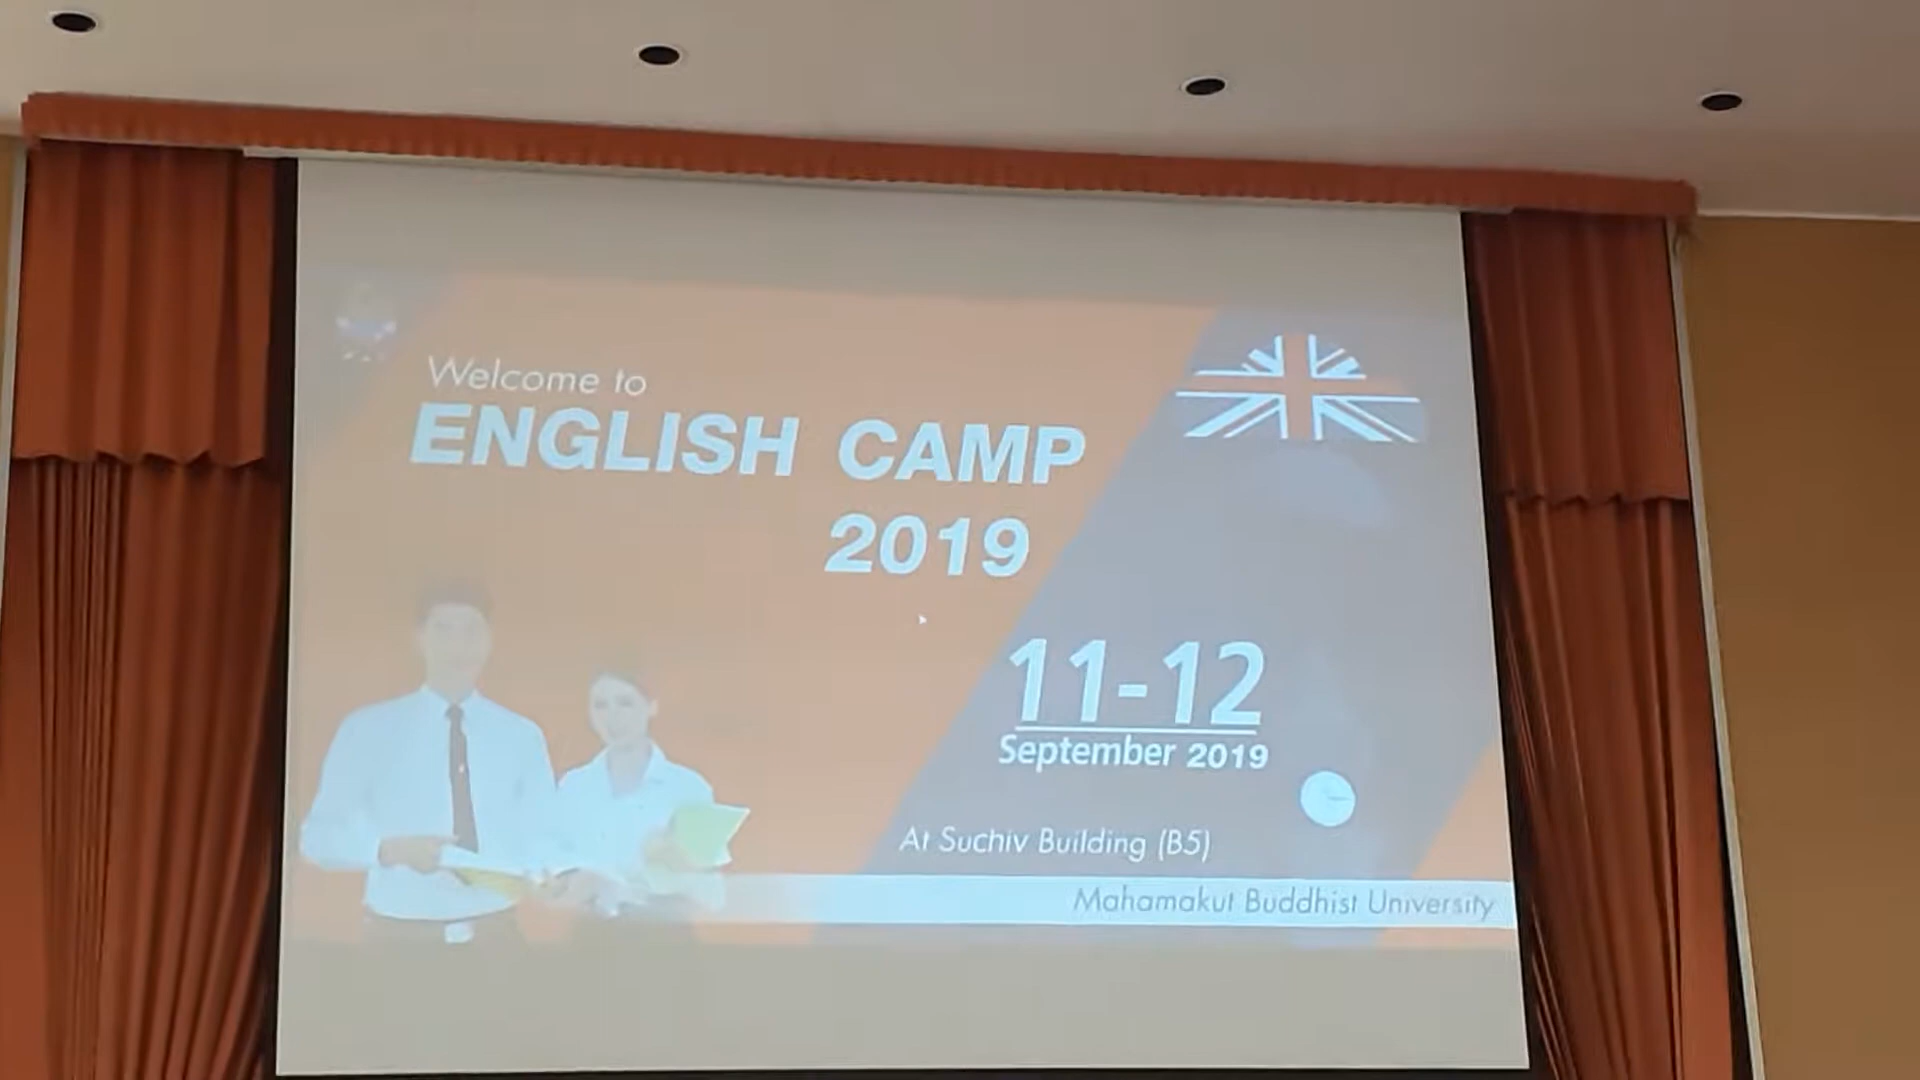 Welcome to
ENGLISH CAMP
2019
11-12
September 2019
At Suchiv Building (B5)
Mahamakut Buddhist University